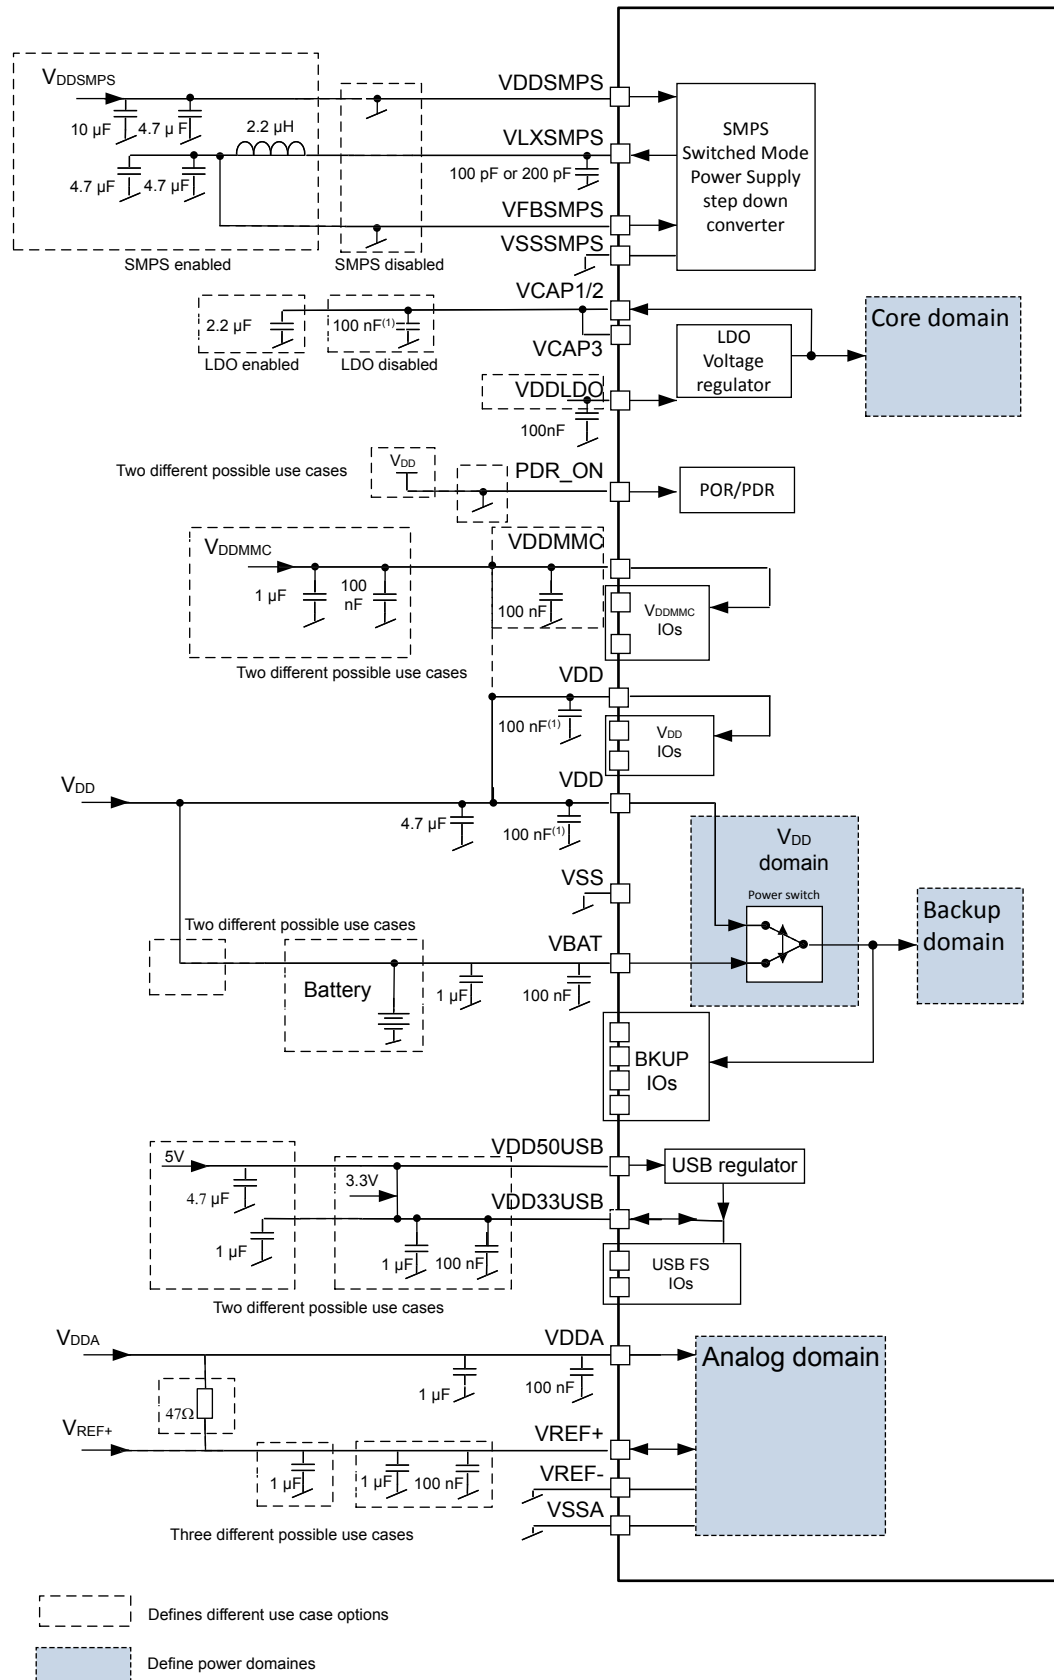 VDDSMPS
VDDSMPS
10 µF
4.7 µ F
2.2 µH
VLXSMPS
SMPS
Switched Mode
Power Supply
step down
converter
4.7 µF
4.7 µF
100 pF or 200 pF
VFBSMPS
VSSSMPS
SMPS enabled
SMPS disabled
VCAP1/2
2.2 µF
100 nF(1)
LDO enabled
LDO disabled
VCAP3
LDO
Voltage
regulator
Core domain
VDDLDO
100nF
Two different possible use cases
VDD
PDR_ON
POR/PDR
VDDMMC
VDDMMC
1 µF
100
nF
100 nF
VDDMMC
IOs
Two different possible use cases
VDD
100 nF(1)
VDD
IOs
VDD
VDD
4.7 µF
100 nF(1)
VDD
domain
VSS
Power switch
Backup
domain
Two different possible use cases
VBAT
Battery
1 µF
100 nF
BKUP
IOs
VDD50USB
5V
USB regulator
4.7 µF
3.3V
VDD33USB
1 µF
1 µF
100 nF
USB FS
IOs
Two different possible use cases
VDDA
VDDA
Analog domain
1 µF
100 nF
47Ω
VREF+
VREF+
1 µF
1 µF
100 nF
VREF-
VSSA
Three different possible use cases
Defines different use case options
Define power domaines